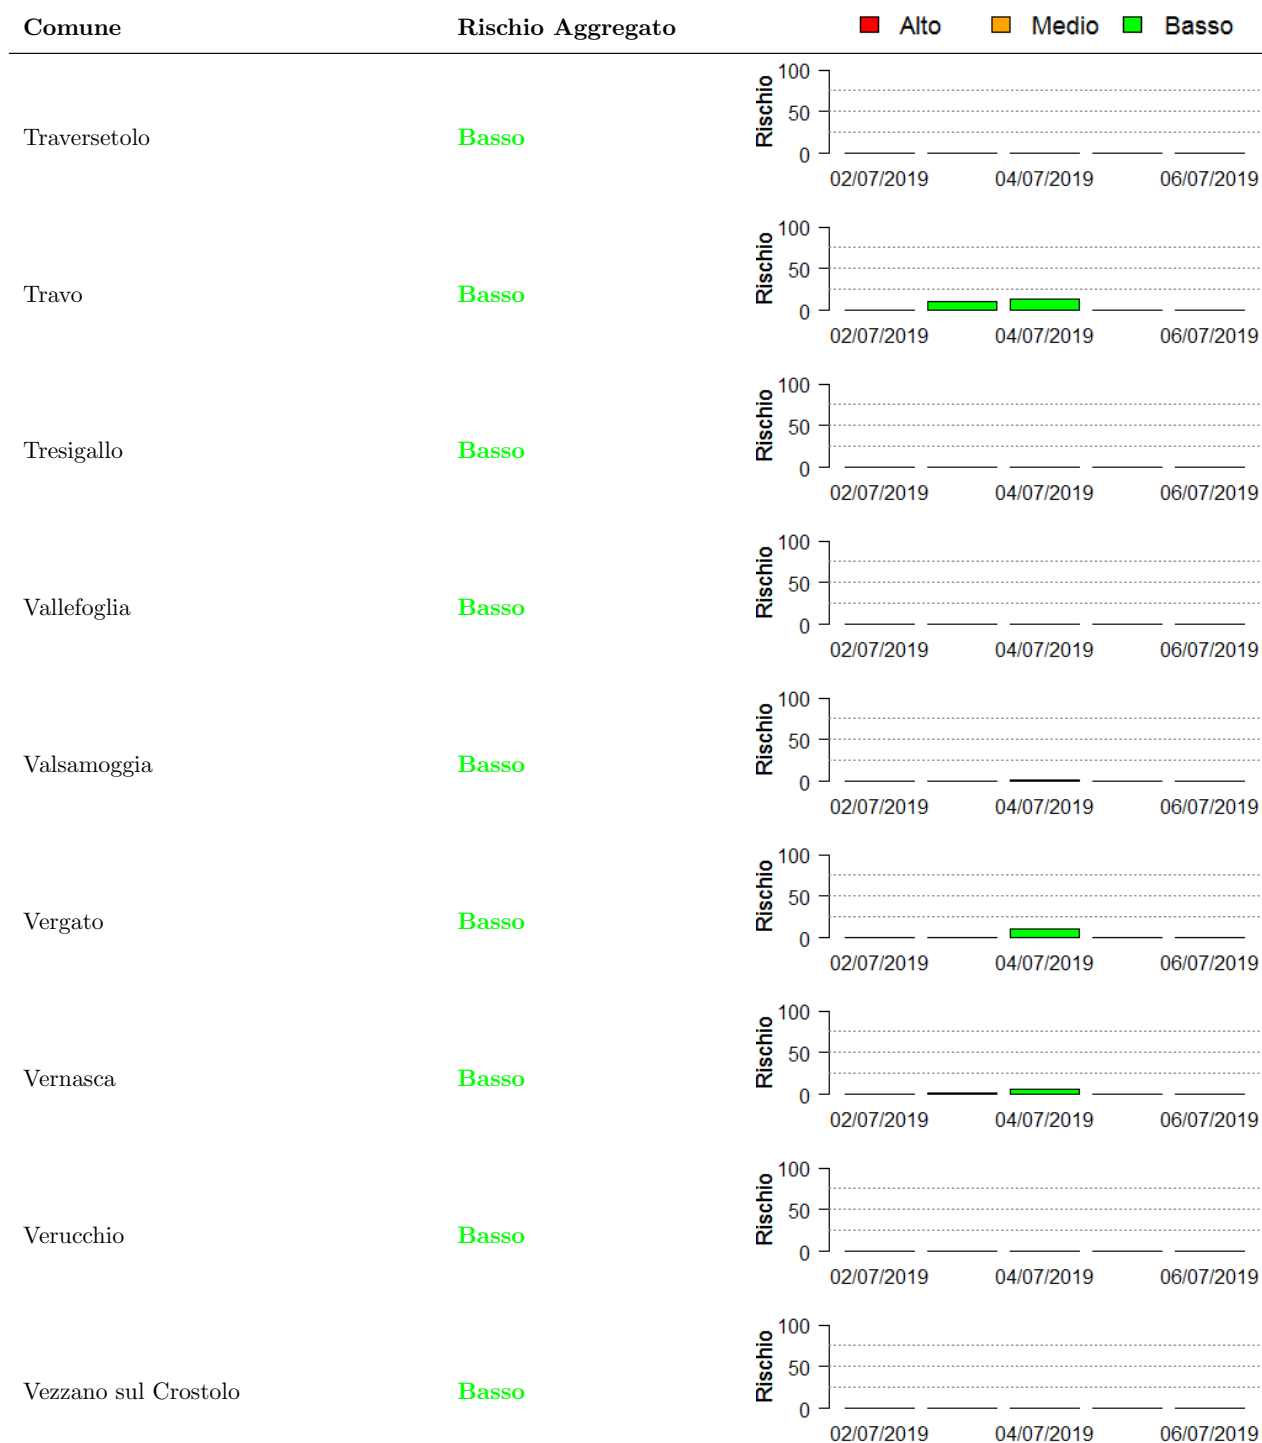 Comune Rischio Aggregato Alto Medio Basso
Traversetolo Basso Rischio 100 50 0
02/07/2019 04/07/2019 06/07/2019
Travo Basso Rischio 100 50 0
02/07/2019 04/07/2019 06/07/2019
Tresigallo Basso Rischio 100 50 0
02/07/2019 04/07/2019 06/07/2019
Vallefoglia Basso Rischio 100 50 0
02/07/2019 04/07/2019 06/07/2019
Valsamoggia Basso Rischio 100 50 0
02/07/2019 04/07/2019 06/07/2019
Vergato Basso Rischio 100 50 0
02/07/2019 04/07/2019 06/07/2019
Vernasca Basso Rischio 100 50 0
02/07/2019 04/07/2019 06/07/2019
Verucchio Basso Rischio 100 50 0
02/07/2019 04/07/2019 06/07/2019
Vezzano sul Crostolo Basso Rischio 100 50 0
02/07/2019 04/07/2019 06/07/2019